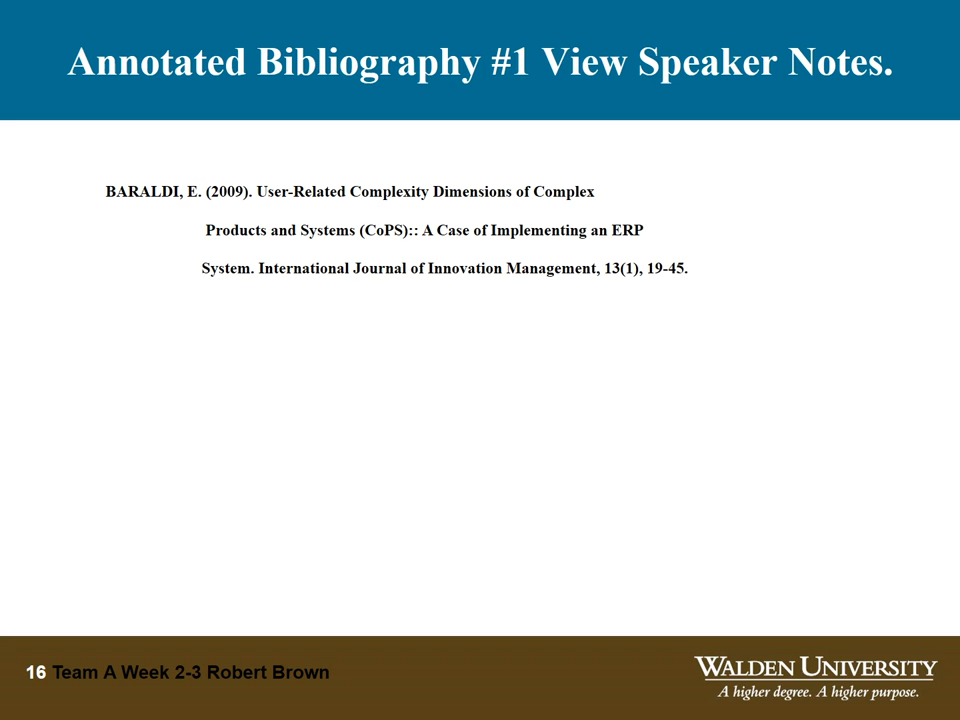 Annotated Bibliography #1 View Speaker Notes.
BARALDI, E. (2009). User-Related Complexity Dimensions of Complex
Products and Systems (CoPS):: A Case of Implementing an ERP
System. International Journal of Innovation Management, 13(1), 19-45.
16 Team A Week 2-3 Robert Brown
WALDEN UNIVERSITY
A higher degree. A higher purpose.